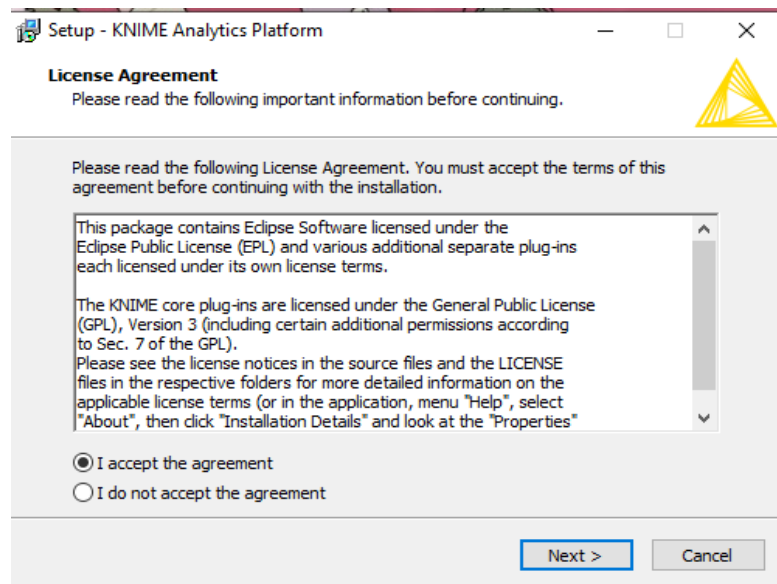 Setup - KNIME Analytics Platform
License Agreement
Please read the following important information before continuing.
Please read the following License Agreement. You must accept the terms of this
agreement before continuing with the installation.
This package contains Eclipse Software licensed under the
Eclipse Public License (EPL) and various additional separate plug-ins
each licensed under its own license terms.
The KNIME core plug-ins are licensed under the General Public License
(GPL), Version 3 (including certain additional permissions according
to Sec. 7 of the GPL).
Please see the license notices in the source files and the LICENSE
files in the respective folders for more detailed information on the
applicable license terms (or in the application, menu "Help", select
"About", then click "Installation Details" and look at the "Properties"
I accept the agreement
I do not accept the agreement
Next >
Cancel